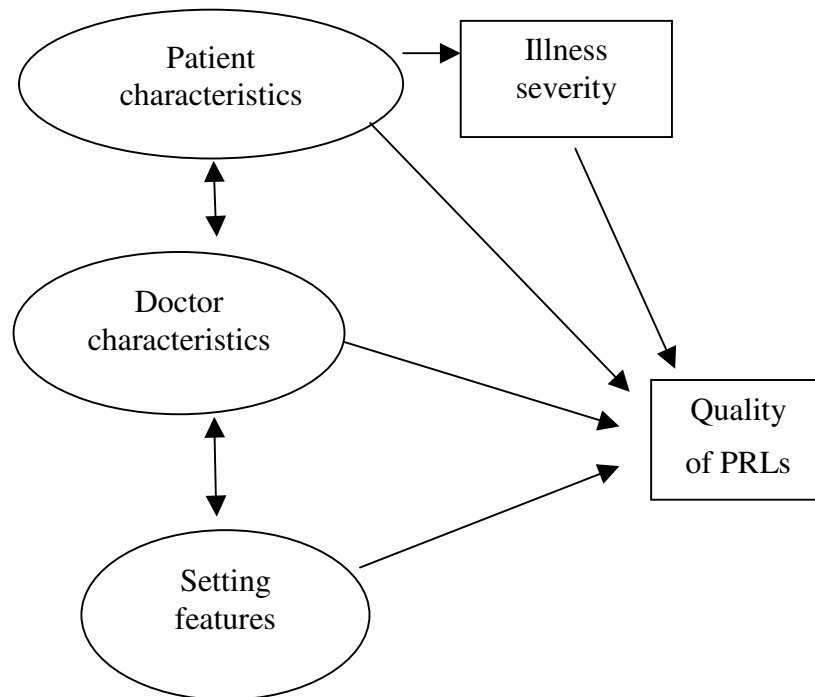 Patient
characteristics
Illness
severity
Doctor
characteristics
Quality
of PRLs
Setting
features